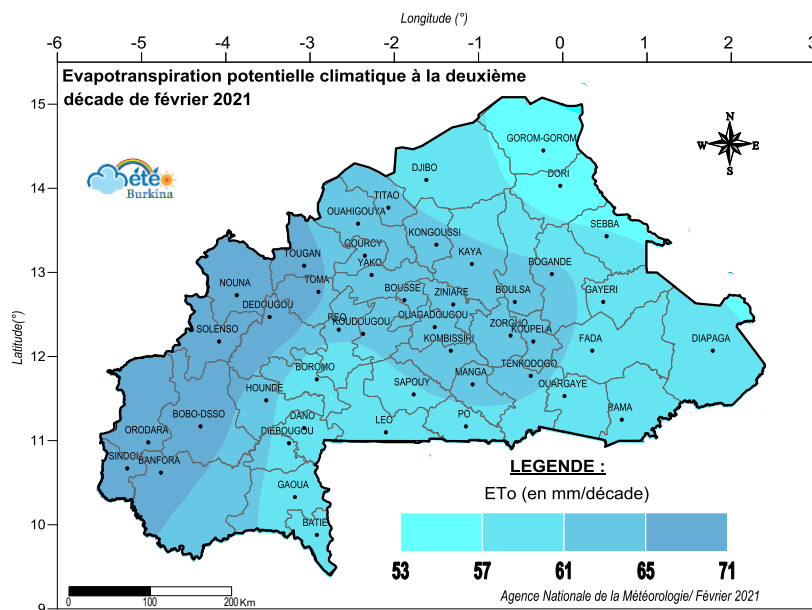 Longitude (°)
-6 -5 -4 -3 -2 -1 0 1 2 3
Evapotranspiration potentielle climatique à la deuxième
décade de février 2021
15
14
13
12
11
10
9
Latitude(°)
Météo
Burkina
N
W E
S
GOROM-GOROM
DORI
DJIBO
TITAO
OUAHIGOUYA
SEBBA
KONGOUSSI
COURCY
KAYA
TOUGAN
YAKO
BOGANDE
NOUNA
TOMA
BOUSSE
ZINIARE
BOULSA
GAYERI
DEDOUGOU
SOLENSO
REO
KOUDOUGOU
OUAGADOUGOU
ZORGHO
KOUPELA
KOMBISSIRI
FADA
DIAPAGA
BOROMO
MANGA
TENKODOGO
HOUNDE
SAPOUY
OUARGAYE
BOBO-DSSO
DANO
LEO
PO
PAMA
ORODARA
DIEBOUGOU
SINDOU
BANFORA
GAOUA
BATIE
LEGENDE :
ETo (en mm/décade)
53 57 61 65 71
0 100 200 Km
Agence Nationale de la Météorologie/ Février 2021